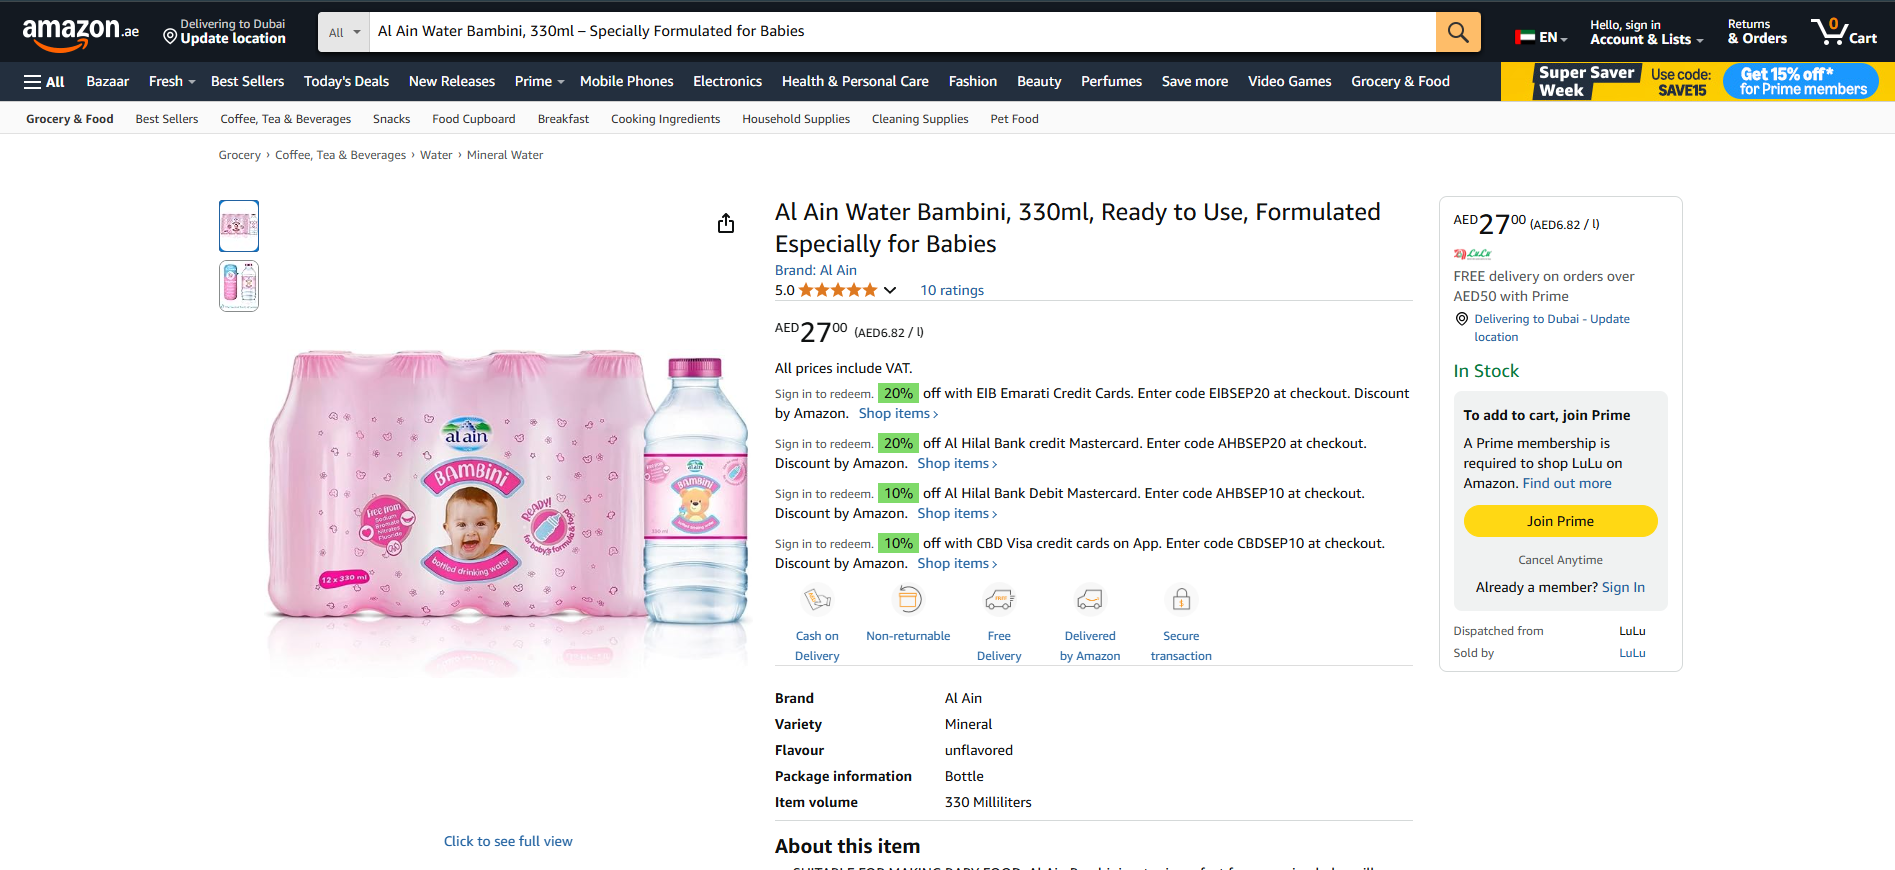 amazon.ae
Delivering to Dubai
Update location
All
Al Ain Water Bambini, 330ml – Specially Formulated for Babies
EN
Hello, sign in
Account & Lists
Returns
& Orders
0
Cart
All
Bazaar
Fresh
Best Sellers
Today's Deals
New Releases
Prime
Mobile Phones
Electronics
Health & Personal Care
Fashion
Beauty
Perfumes
Save more
Video Games
Grocery & Food
Super Saver
Week
Use code:
SAVE15
Get 15% off*
for Prime members
Grocery & Food
Best Sellers
Coffee, Tea & Beverages
Snacks
Food Cupboard
Breakfast
Cooking Ingredients
Household Supplies
Cleaning Supplies
Pet Food
Grocery › Coffee, Tea & Beverages › Water › Mineral Water
al ain
BAMBINI
Free from
Sodium
Bromate
Nitrates
Fluoride
READY!
for baby's formula & food
bottled drinking water
12 x 330 ml
al ain
BAMBINI
bottled drinking water
330 ml
Click to see full view
Al Ain Water Bambini, 330ml, Ready to Use, Formulated
Especially for Babies
Brand: Al Ain
5.0
10 ratings
AED2700 (AED6.82 / l)
All prices include VAT.
Sign in to redeem. 20% off with EIB Emarati Credit Cards. Enter code EIBSEP20 at checkout. Discount
by Amazon. Shop items ›
Sign in to redeem. 20% off Al Hilal Bank credit Mastercard. Enter code AHBSEP20 at checkout.
Discount by Amazon. Shop items ›
Sign in to redeem. 10% off Al Hilal Bank Debit Mastercard. Enter code AHBSEP10 at checkout.
Discount by Amazon. Shop items ›
Sign in to redeem. 10% off with CBD Visa credit cards on App. Enter code CBDSEP10 at checkout.
Discount by Amazon. Shop items ›
Cash on
Delivery
Non-returnable
FREE
Free
Delivery
Delivered
by Amazon
Secure
transaction
Brand Al Ain
Variety Mineral
Flavour unflavored
Package information Bottle
Item volume 330 Milliliters
About this item
AED2700 (AED6.82 / l)
LuLu
FREE delivery on orders over
AED50 with Prime
Delivering to Dubai - Update
location
In Stock
To add to cart, join Prime
A Prime membership is
required to shop LuLu on
Amazon. Find out more
Join Prime
Cancel Anytime
Already a member? Sign In
Dispatched from LuLu
Sold by LuLu